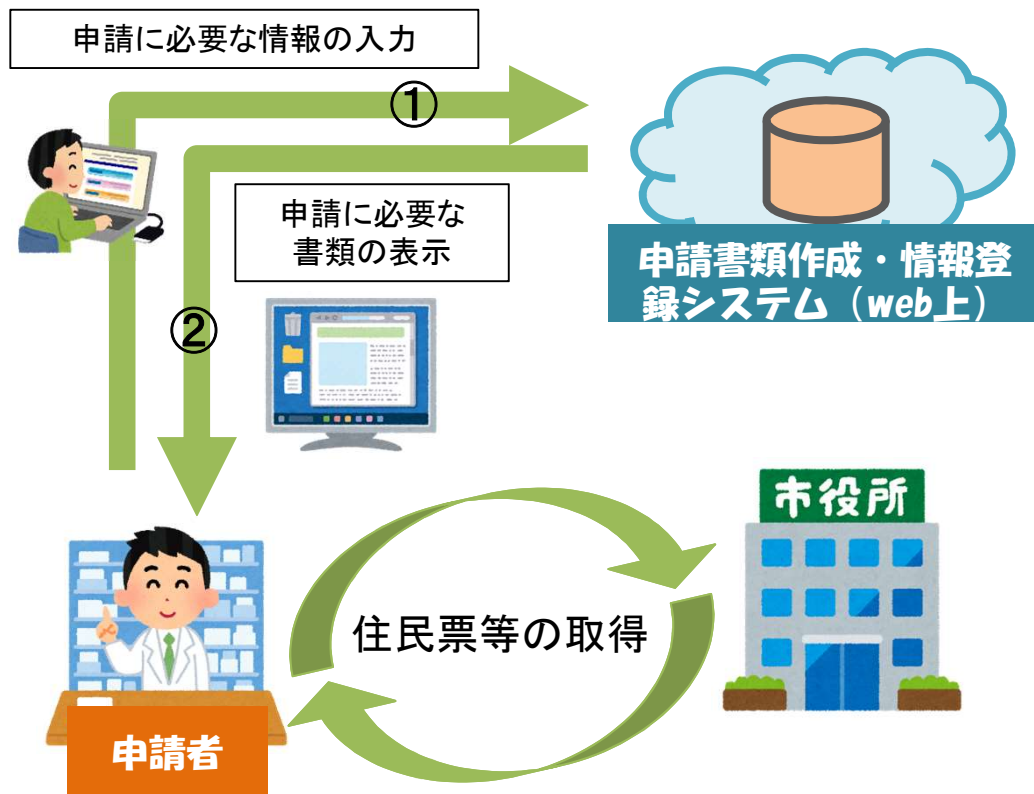 申請に必要な情報の入力
①
申請に必要な
書類の表示
申請書類作成・情報登
録システム（web上）
②
市役所
住民票等の取得
申請者